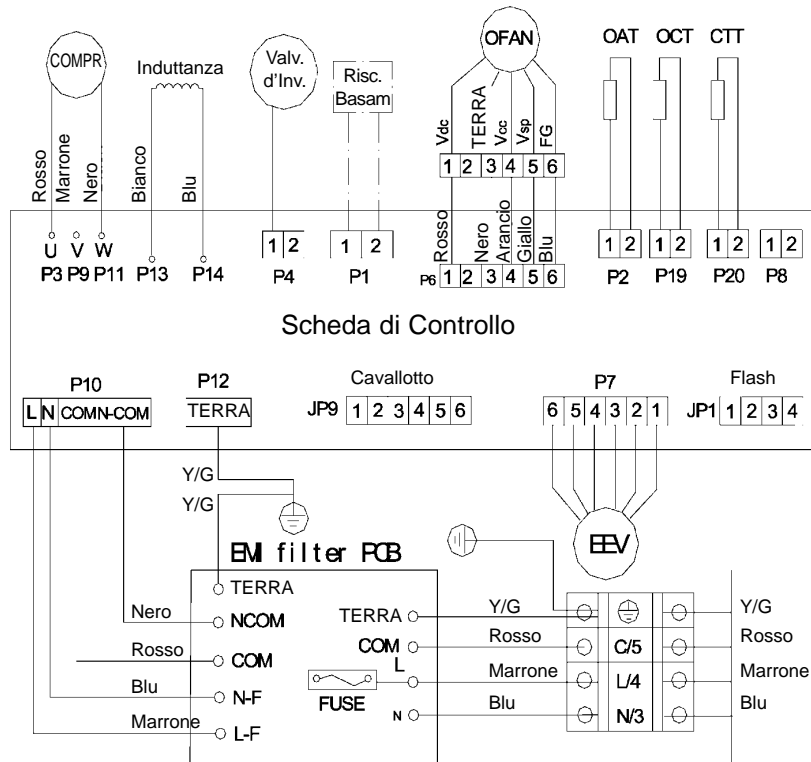 COMPR
Induttanza
Valv.
d'Inv.
Risc.
Basam
OFAN
OAT OCT CTT
Rosso
Marrone
Nero
Bianco
Blu
Vdc
TERRA
Vcc
Vsp
FG
1 2 3 4 5 6
Rosso
Nero
Arancio
Giallo
Blu
U V W
P3 P9 P11 P13 P14
1 2
P4
1 2
P1
P6 1 2 3 4 5 6
1 2
P2
1 2
P19
1 2
P20
1 2
P8
Scheda di Controllo
P10
L N COMN-COM
P12
TERRA
Cavallotto
JP9 1 2 3 4 5 6
P7
6 5 4 3 2 1
Flash
JP1 1 2 3 4
Y/G
Y/G
EEV
EMI filter PCB
TERRA
Nero
NCOM
Rosso
COM
Blu
N-F
Marrone
L-F
FUSE
TERRA
COM
L
N
Y/G
Rosso
Marrone
Blu
C/5
L/4
N/3
Y/G
Rosso
Marrone
Blu